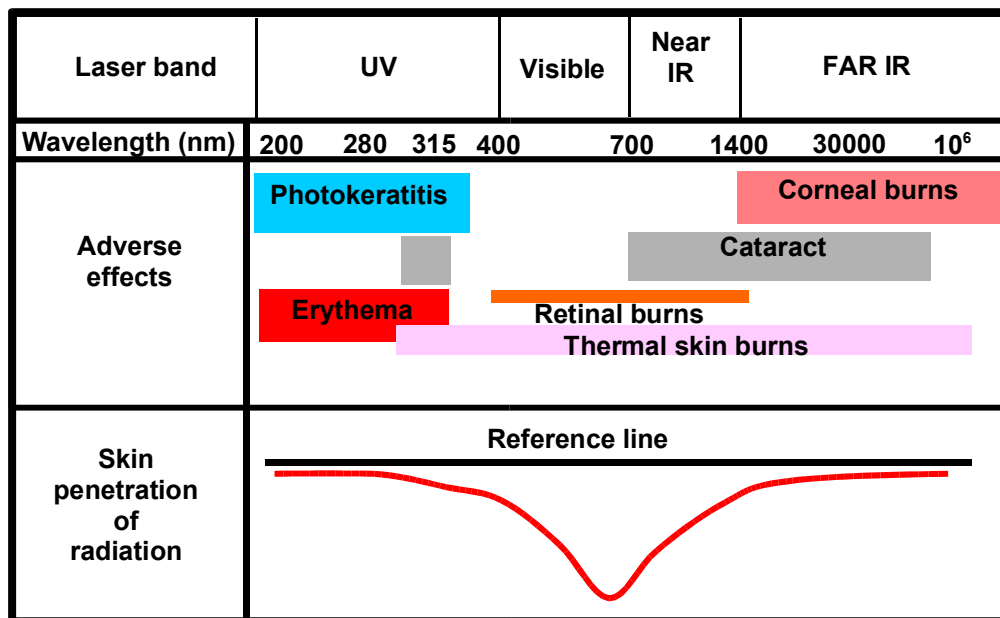 Laser band
UV
Visible
Near
IR
FAR IR
Wavelength (nm)
200 280 315 400 700 1400 30000 10⁶
Adverse
effects
Photokeratitis
Corneal burns
Cataract
Erythema
Retinal burns
Thermal skin burns
Skin
penetration
of
radiation
Reference line